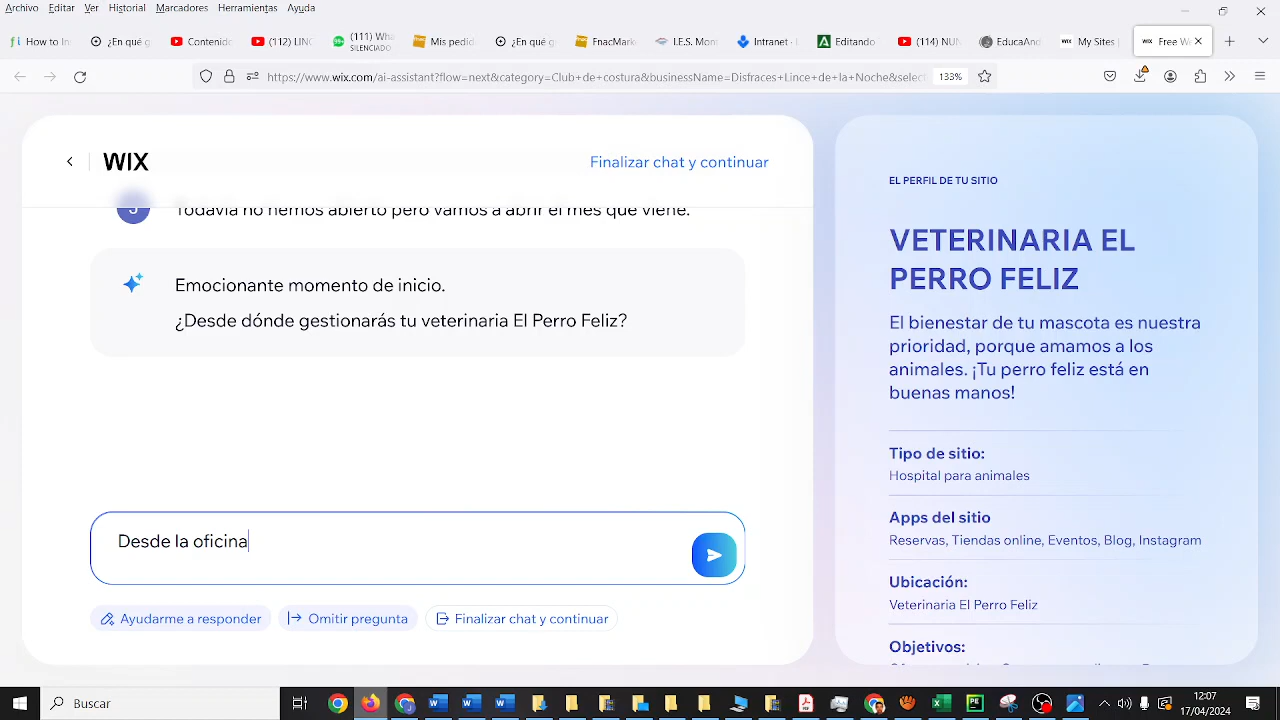 Archivo Editar Ver Historial Marcadores Herramientas Ayuda
How to In
¿En qué g
Contenido
(112) LINC
(111) Wha
SILENCIADO
Mis pedid
¿En qué g
FnacMark
I.E.S. Mon
Intranet -
Editando
(114) NU
EducaAnd
WIX My Sites |
WIX Free W
https://www.wix.com/ai-assistant?flow=next&category=Club+de+costura&businessName=Disfraces+Lince+de+la+Noche&select
133%
WIX
Finalizar chat y continuar
J
Todavía no hemos abierto pero vamos a abrir el mes que viene.
Emocionante momento de inicio.
¿Desde dónde gestionarás tu veterinaria El Perro Feliz?
Desde la oficina
Ayudarme a responder
Omitir pregunta
Finalizar chat y continuar
EL PERFIL DE TU SITIO
VETERINARIA EL
PERRO FELIZ
El bienestar de tu mascota es nuestra
prioridad, porque amamos a los
animales. ¡Tu perro feliz está en
buenas manos!
Tipo de sitio:
Hospital para animales
Apps del sitio
Reservas, Tiendas online, Eventos, Blog, Instagram
Ubicación:
Veterinaria El Perro Feliz
Objetivos:
Buscar
12:07
17/04/2024